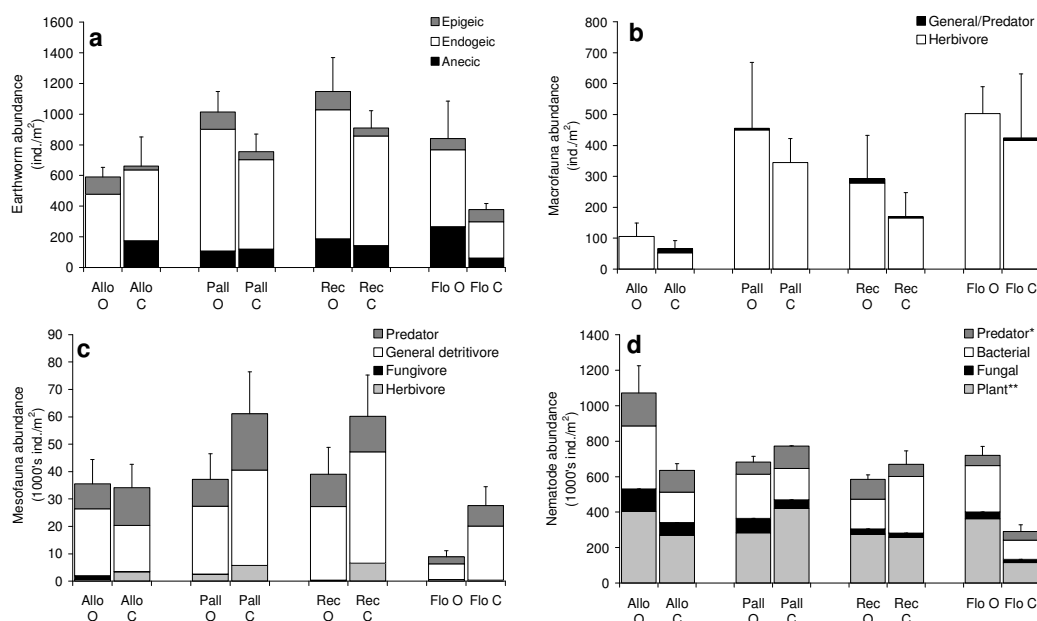 a
Epigeic
Endogeic
Anecic
Earthworm abundance
(ind./m²)
1600
1400
1200
1000
800
600
400
200
0
Allo O
Allo C
Pall O
Pall C
Rec O
Rec C
Flo O
Flo C
b
General/Predator
Herbivore
Macrofauna abundance
(ind./m²)
800
700
600
500
400
300
200
100
0
Allo O
Allo C
Pall O
Pall C
Rec O
Rec C
Flo O
Flo C
c
Predator
General detritivore
Fungivore
Herbivore
Mesofauna abundance
(1000's ind./m²)
90
80
70
60
50
40
30
20
10
0
Allo O
Allo C
Pall O
Pall C
Rec O
Rec C
Flo O
Flo C
d
Predator*
Bacterial
Fungal
Plant**
Nematode abundance
(1000's ind./m²)
1400
1200
1000
800
600
400
200
0
Allo O
Allo C
Pall O
Pall C
Rec O
Rec C
Flo O
Flo C